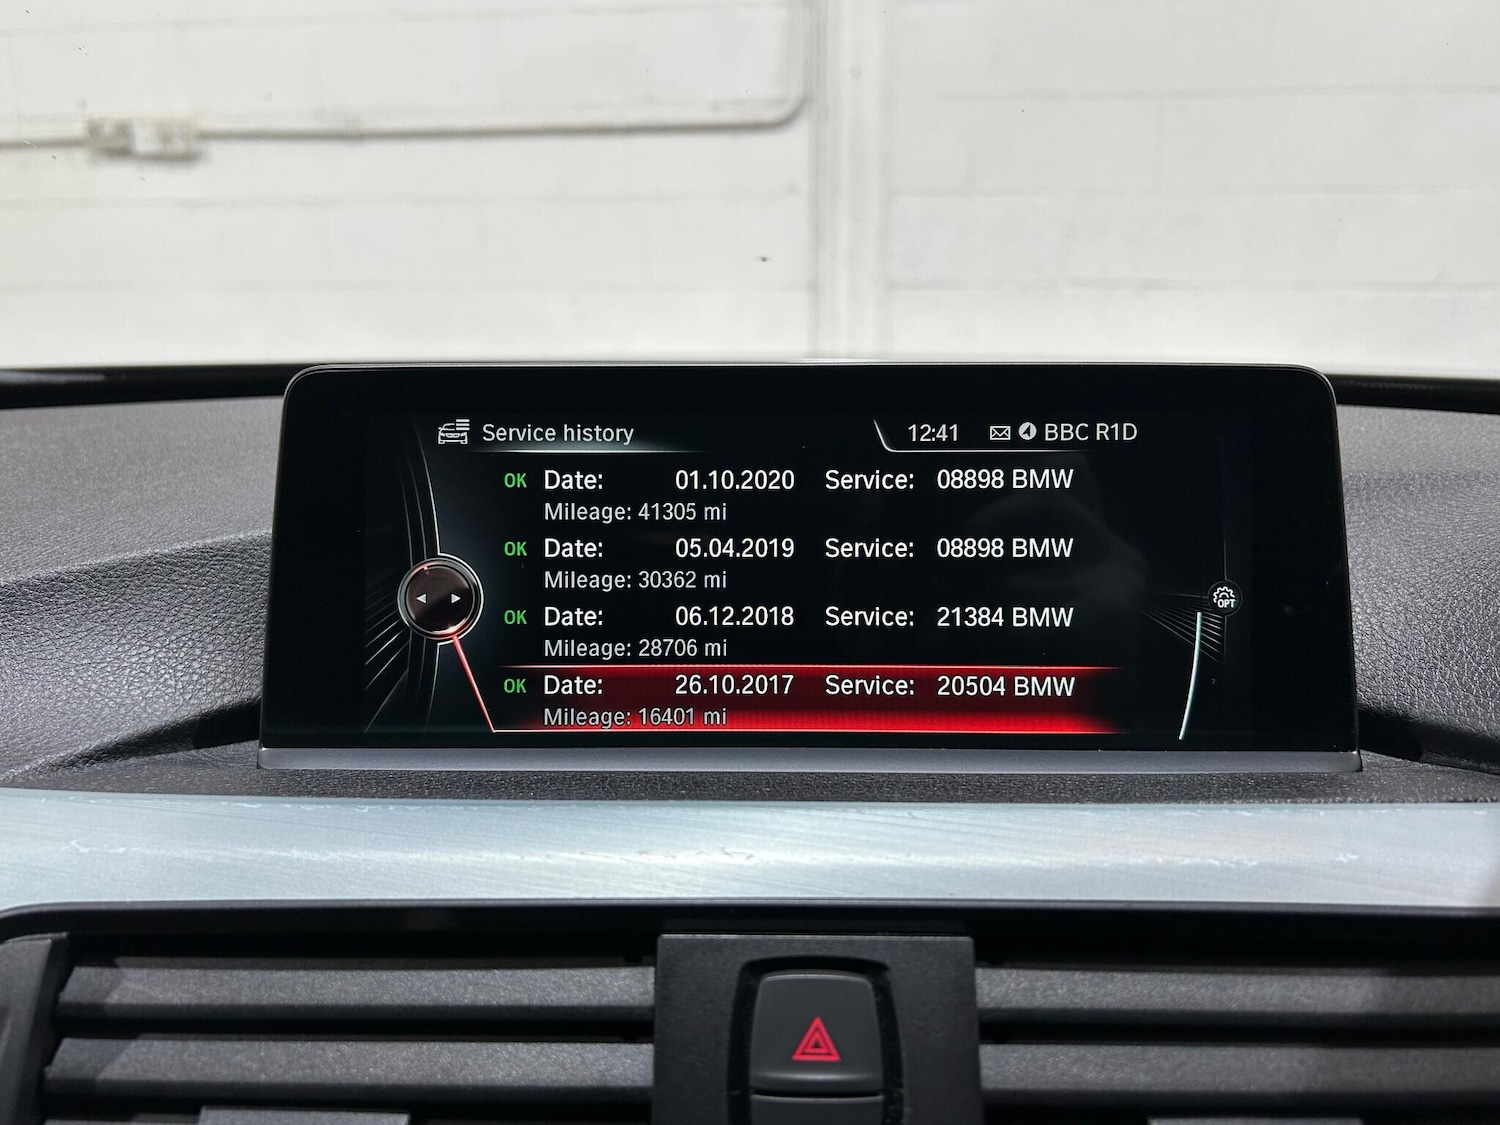 Service history 12:41 BBC R1D
OK Date: 01.10.2020 Service: 08898 BMW
Mileage: 41305 mi
OK Date: 05.04.2019 Service: 08898 BMW
Mileage: 30362 mi
OK Date: 06.12.2018 Service: 21384 BMW
Mileage: 28706 mi
OPT
OK Date: 26.10.2017 Service: 20504 BMW
Mileage: 16401 mi